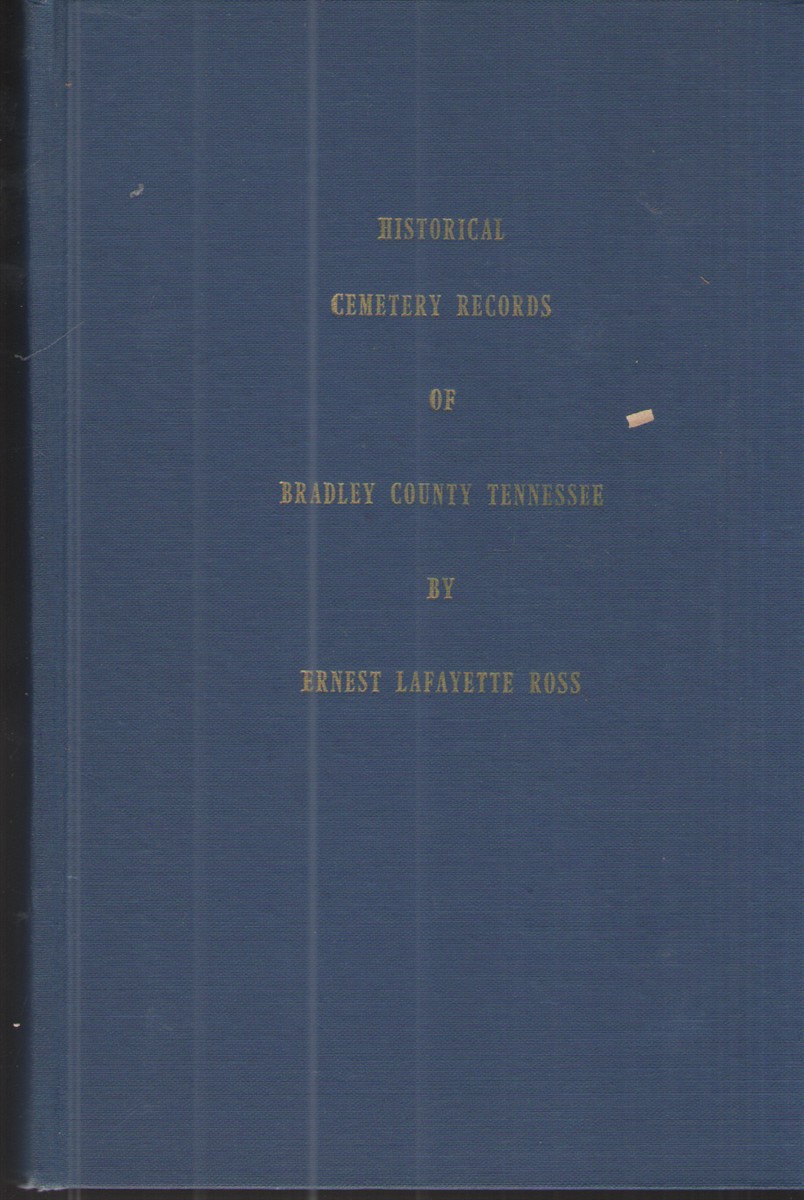 HISTORICAL
CEMETERY RECORDS
OF
BRADLEY COUNTY TENNESSEE
BY
ERNEST LAFAYETTE ROSS